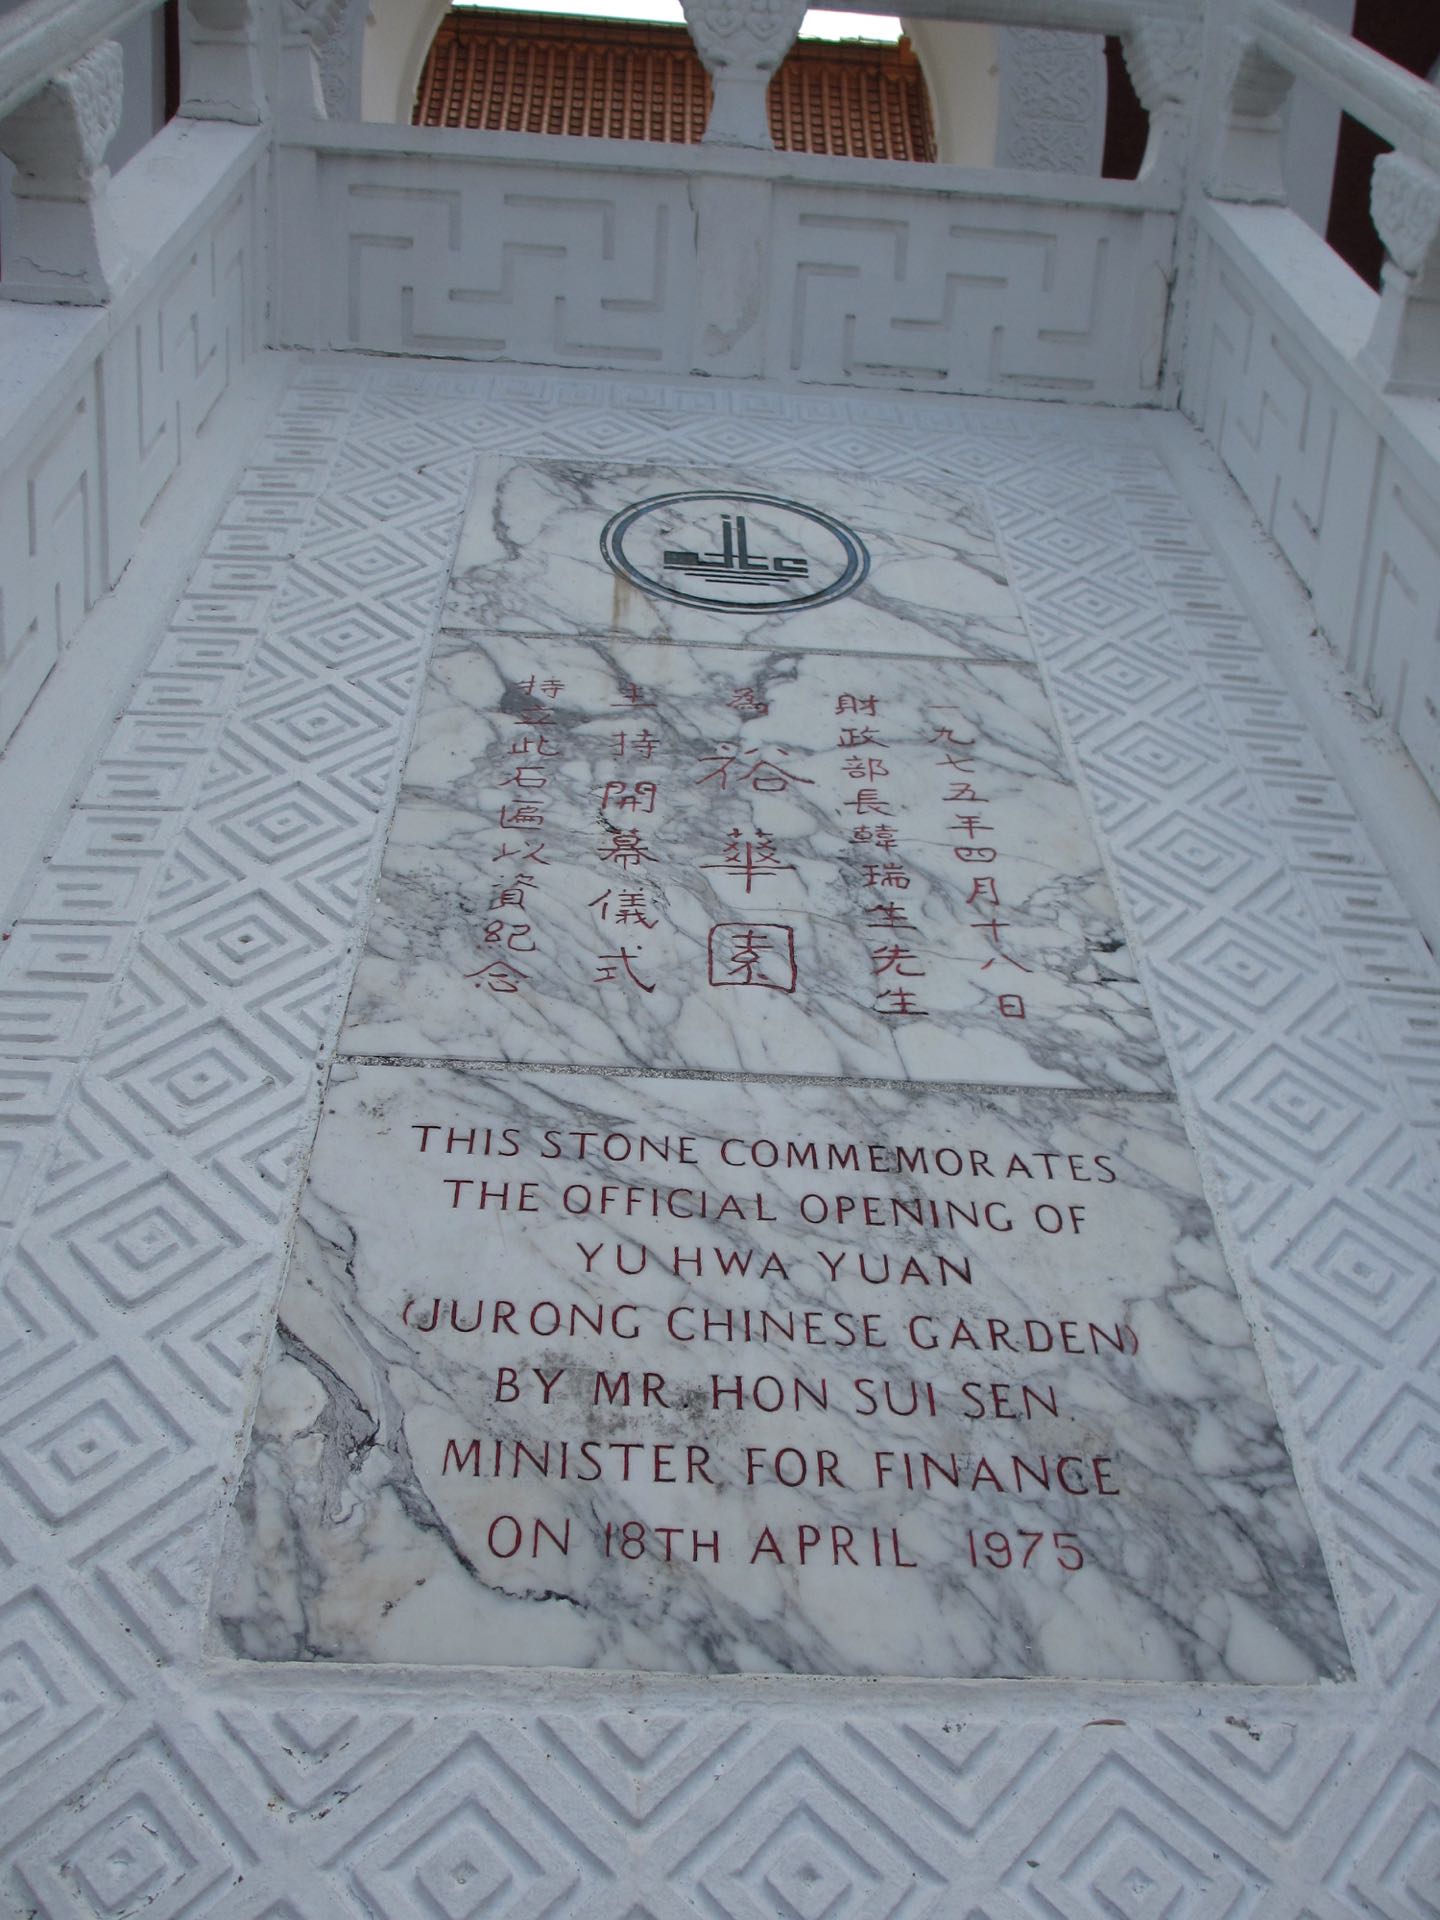 jtc
一九七五年四月十八日
財政部長韓瑞生先生
為裕華園
主持開幕儀式
特立此石匾以資紀念
THIS STONE COMMEMORATES
THE OFFICIAL OPENING OF
YU HWA YUAN
(JURONG CHINESE GARDEN)
BY MR. HON SUI SEN.
MINISTER FOR FINANCE
ON 18TH APRIL 1975